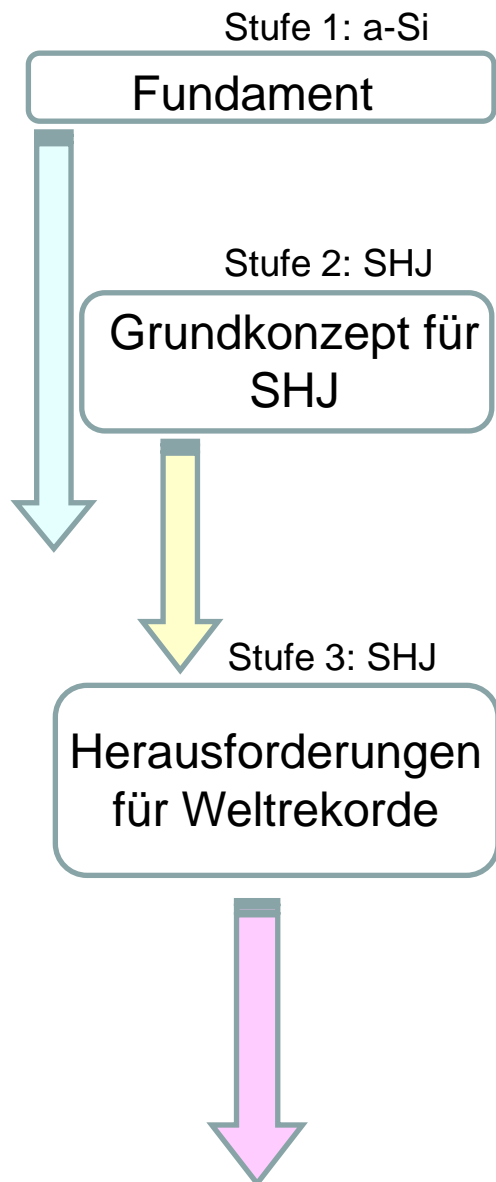 Stufe 1: a-Si
Fundament
Stufe 2: SHJ
Grundkonzept für
SHJ
Stufe 3: SHJ
Herausforderungen
für Weltrekorde